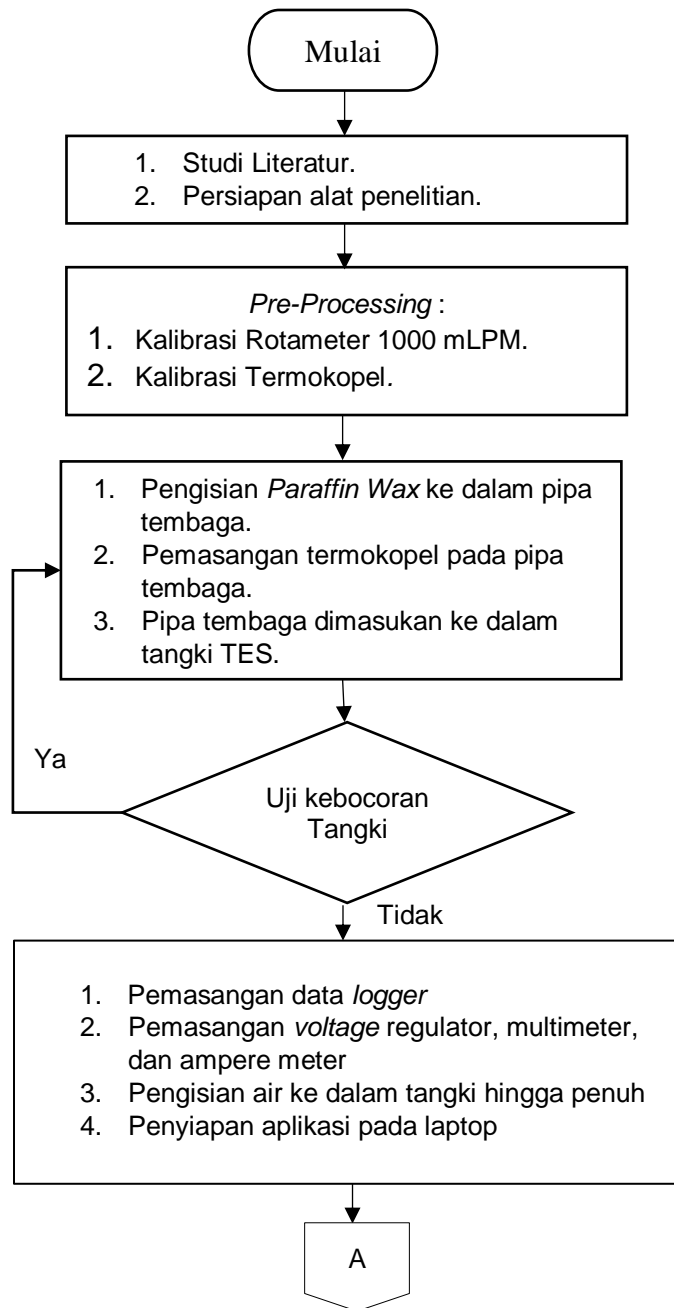 Mulai
1. Studi Literatur.
2. Persiapan alat penelitian.
Pre-Processing :
1. Kalibrasi Rotameter 1000 mLPM.
2. Kalibrasi Termokopel.
1. Pengisian Paraffin Wax ke dalam pipa
tembaga.
2. Pemasangan termokopel pada pipa
tembaga.
3. Pipa tembaga dimasukan ke dalam
tangki TES.
Ya
Uji kebocoran
Tangki
Tidak
1. Pemasangan data logger
2. Pemasangan voltage regulator, multimeter,
dan ampere meter
3. Pengisian air ke dalam tangki hingga penuh
4. Penyiapan aplikasi pada laptop
A